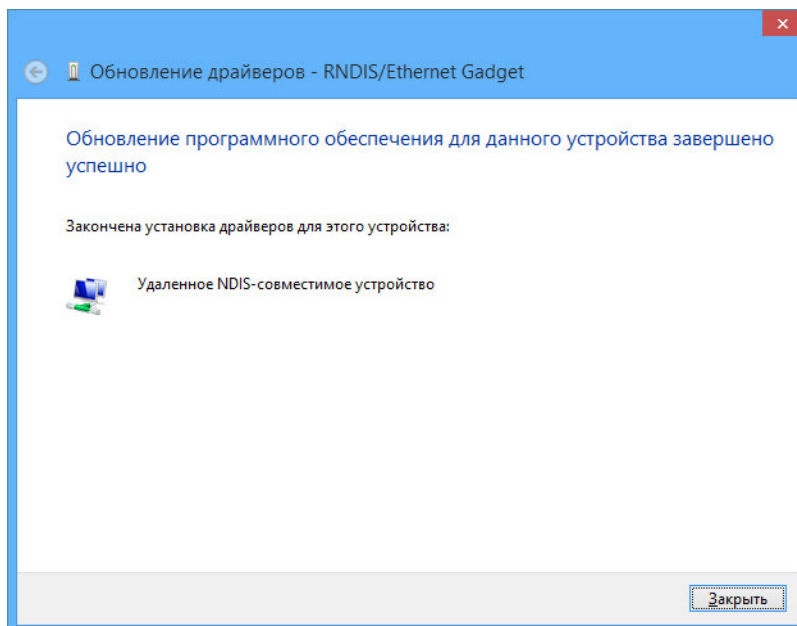 Обновление драйверов - RNDIS/Ethernet Gadget
Обновление программного обеспечения для данного устройства завершено
успешно
Закончена установка драйверов для этого устройства:
Удаленное NDIS-совместимое устройство
Закрыть